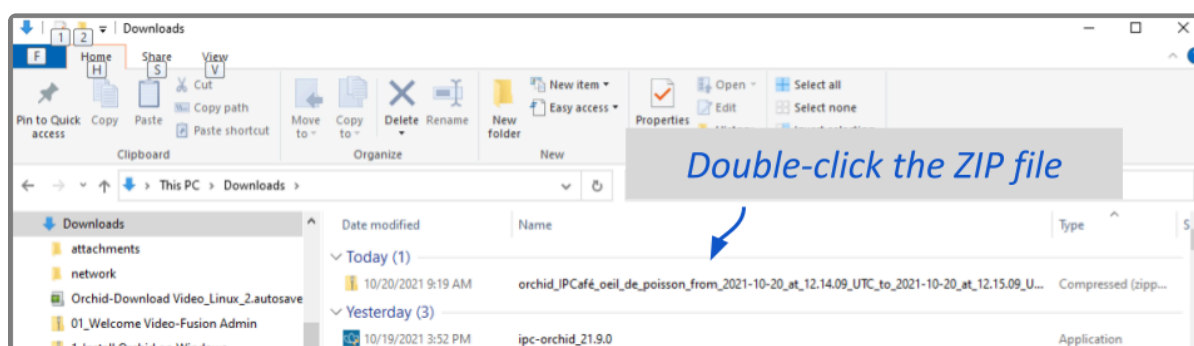 1 2 Downloads
F Home Share View
H S V
Pin to Quick access
Copy
Paste
Cut
Copy path
Paste shortcut
Clipboard
Move to
Copy to
Delete
Rename
Organize
New folder
New item
Easy access
New
Properties
Open
Edit
Select all
Select none
Double-click the ZIP file
This PC > Downloads >
Downloads
attachments
network
Orchid-Download Video_Linux_2.autosave
01_Welcome Video-Fusion Admin
Date modified Name Type S
Today (1)
10/20/2021 9:19 AM orchid_IPCafé_oeil_de_poisson_from_2021-10-20_at_12.14.09_UTC_to_2021-10-20_at_12.15.09_U... Compressed (zipp...
Yesterday (3)
10/19/2021 3:52 PM ipc-orchid_21.9.0 Application